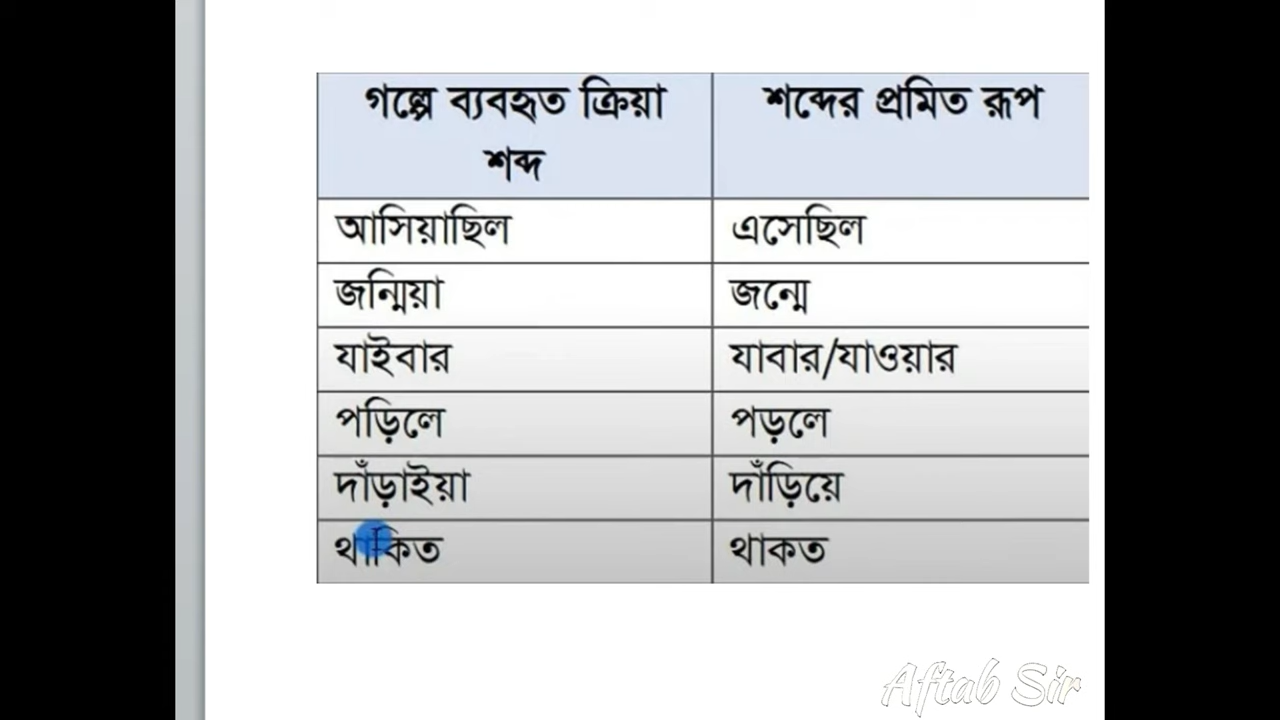 গল্পে ব্যবহৃত ক্রিয়া শব্দের প্রমিত রূপ
শব্দ
আসিয়াছিল এসেছিল
জন্মিয়া জন্মে
যাইবার যাবার/যাওয়ার
পড়িলে পড়লে
দাঁড়াইয়া দাঁড়িয়ে
থাকিত থাকত
Aftab Sir